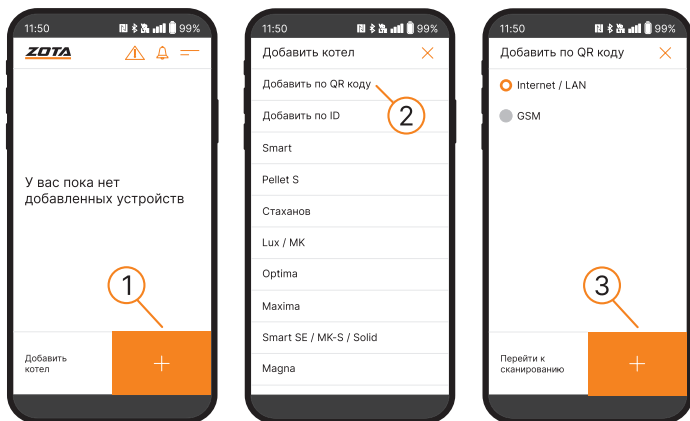 11:50 99%
ZOTA
У вас пока нет
добавленных устройств
1
Добавить
котел
11:50 99%
Добавить котел
Добавить по QR коду
2
Добавить по ID
Smart
Pellet S
Стаханов
Lux / MK
Optima
Maxima
Smart SE / MK-S / Solid
Magna
11:50 99%
Добавить по QR коду
Internet / LAN
GSM
3
Перейти к
сканированию